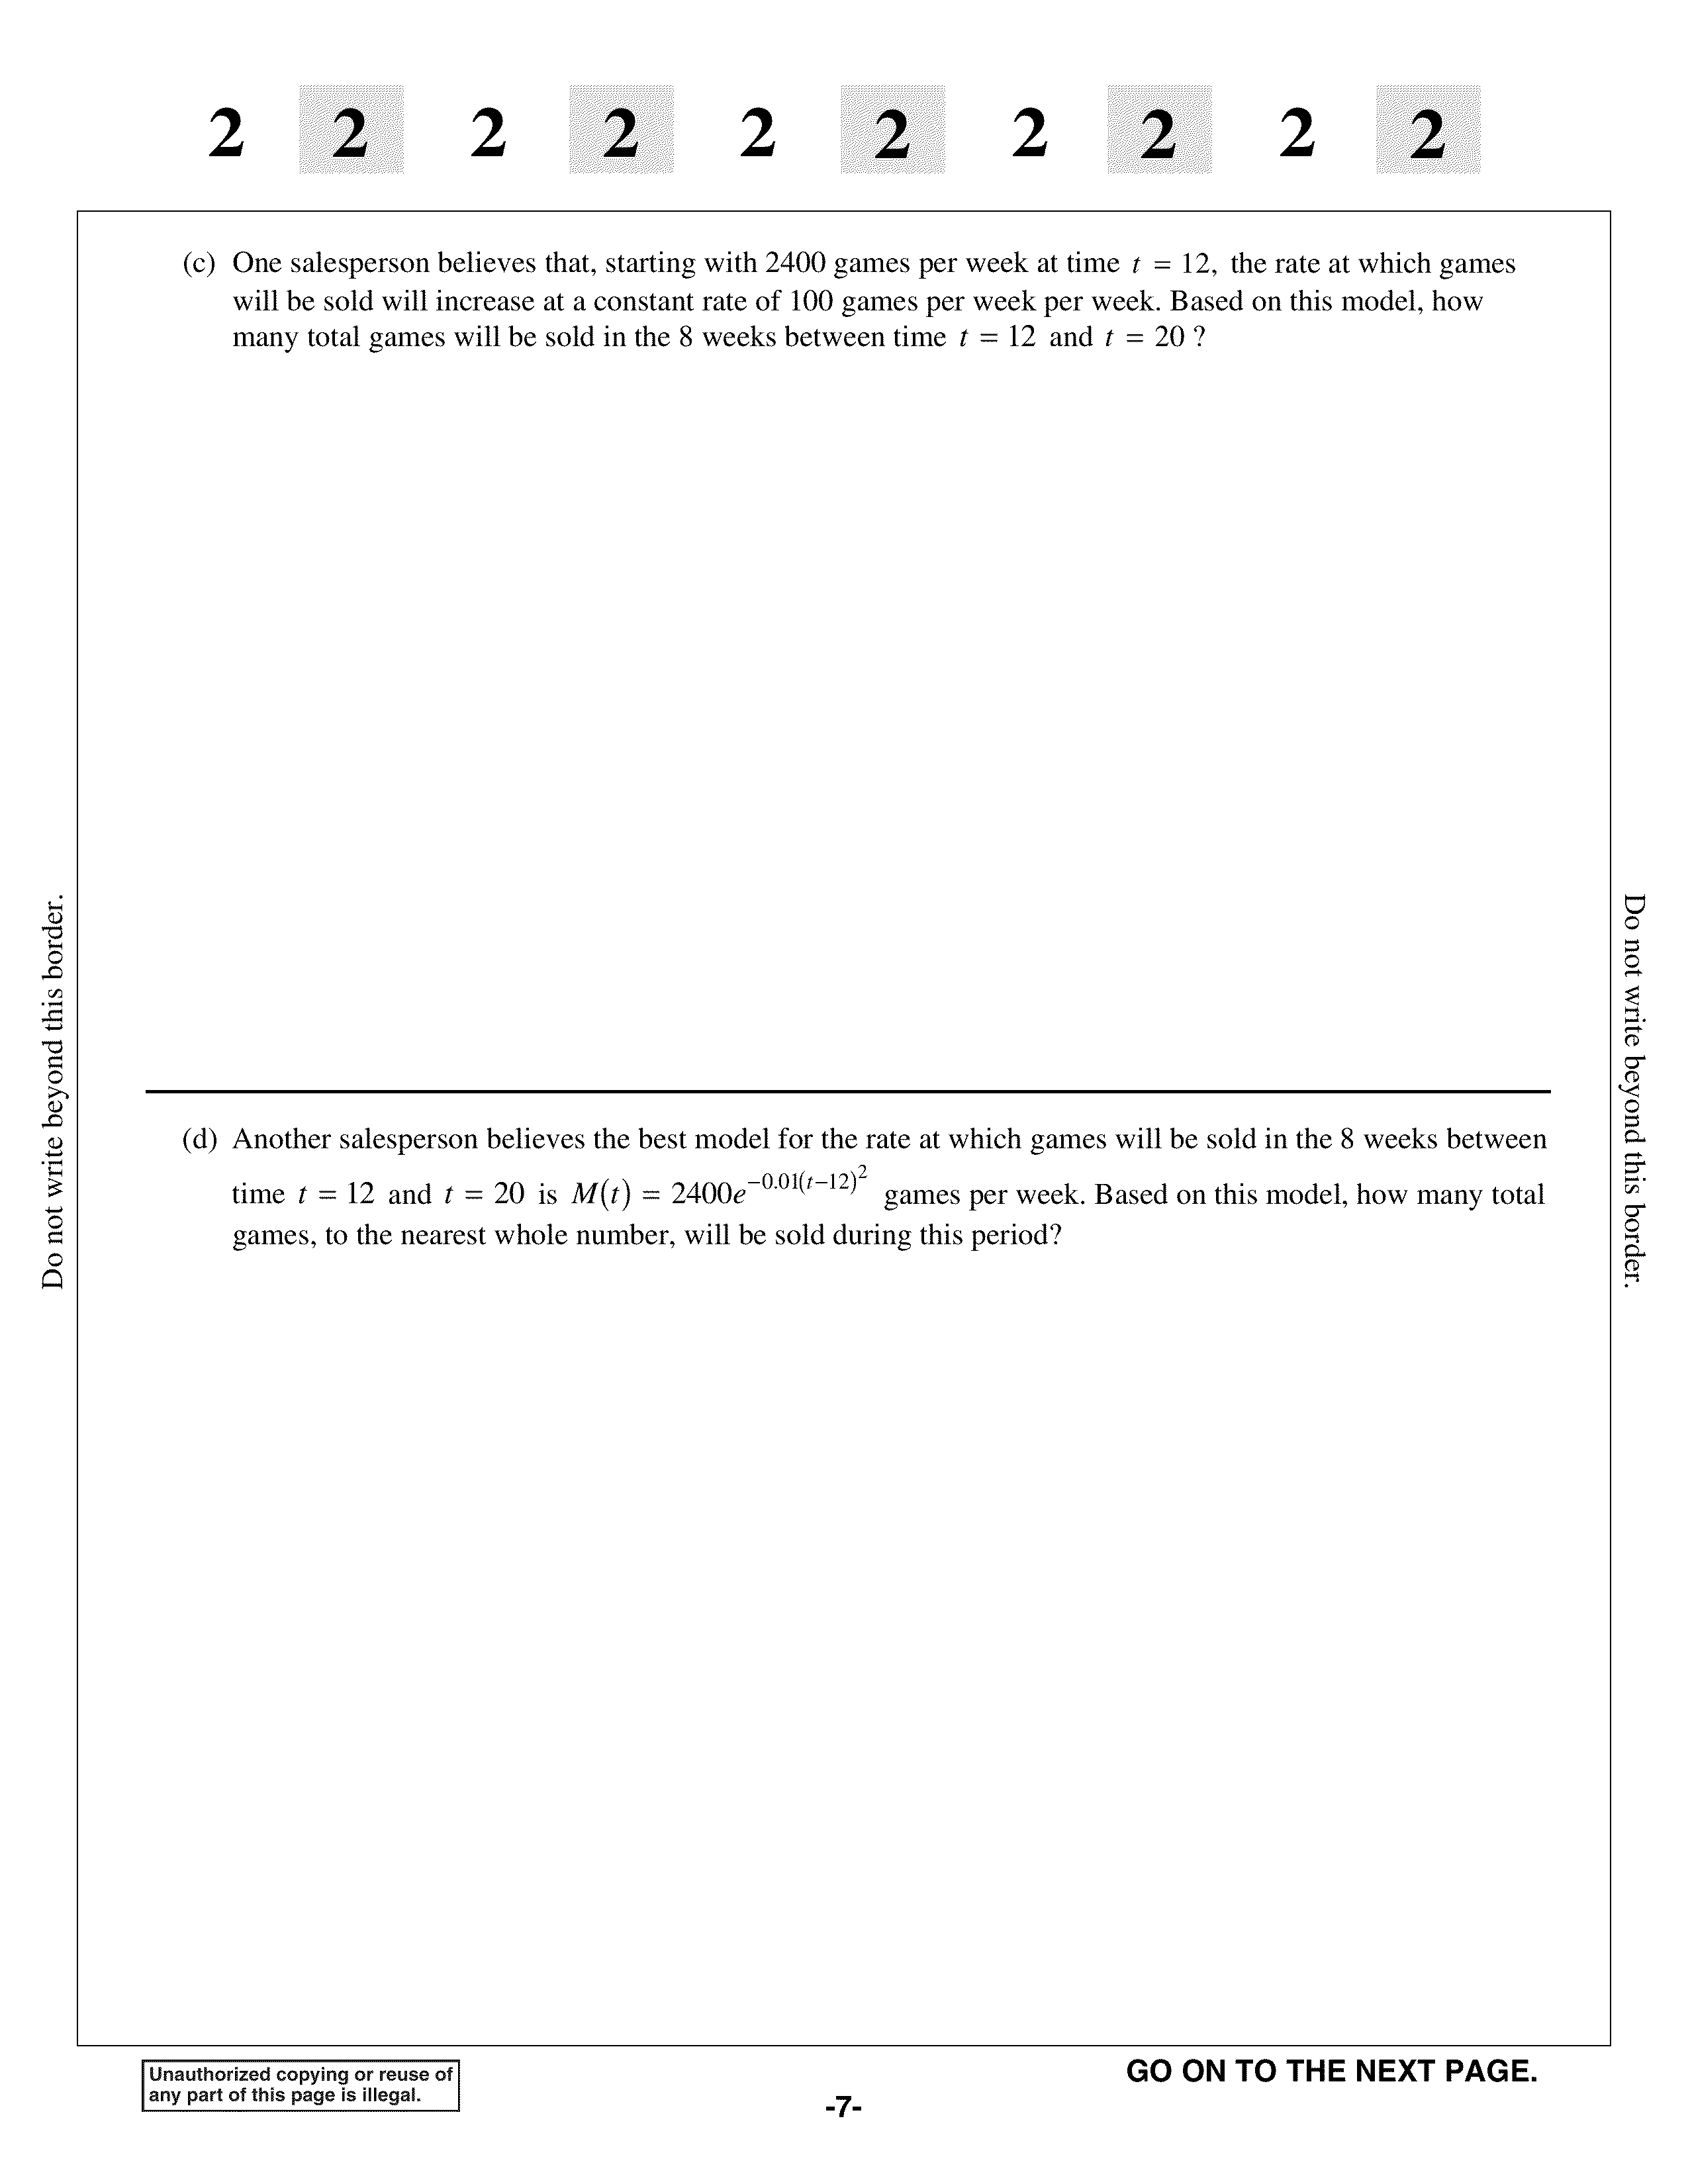 2 2 2 2 2 2 2 2 2 2
(c) One salesperson believes that, starting with 2400 games per week at time t = 12, the rate at which games
will be sold will increase at a constant rate of 100 games per week per week. Based on this model, how
many total games will be sold in the 8 weeks between time t = 12 and t = 20 ?
Do not write beyond this border.
Do not write beyond this border.
(d) Another salesperson believes the best model for the rate at which games will be sold in the 8 weeks between
time t = 12 and t = 20 is M(t) = 2400e^{−0.01(t−12)^2} games per week. Based on this model, how many total
games, to the nearest whole number, will be sold during this period?
Unauthorized copying or reuse of
any part of this page is illegal.
GO ON TO THE NEXT PAGE.
-7-